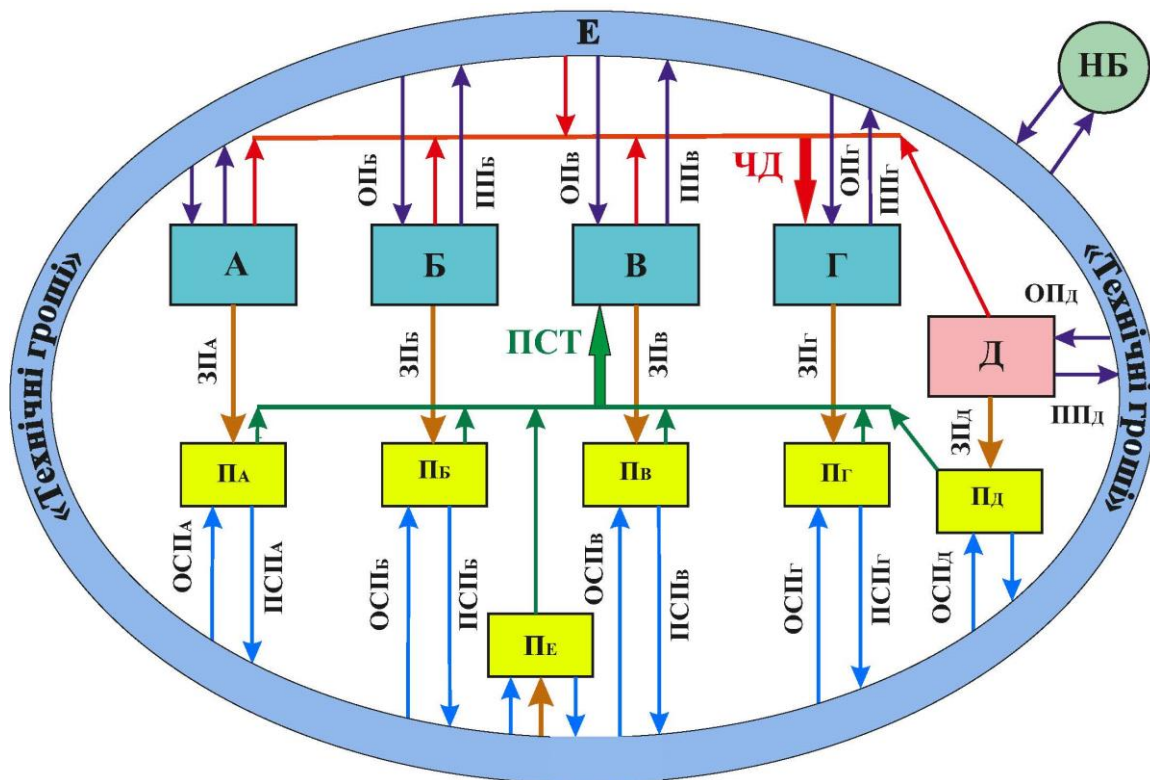 Е
НБ
«Технічні гроші»
«Технічні гроші»
ОПБ
ППБ
ОПВ
ППВ
ЧД
ОПГ
ППГ
А
Б
В
Г
Д
ОПД
ППД
ЗПА
ЗПБ
ПСТ
ЗПВ
ЗПГ
ЗПД
ПА
ПБ
ПВ
ПГ
ПД
ОСПА
ПСПА
ОСПБ
ПСПБ
ОСПВ
ПСПВ
ОСПГ
ПСПГ
ОСПД
ПЕ